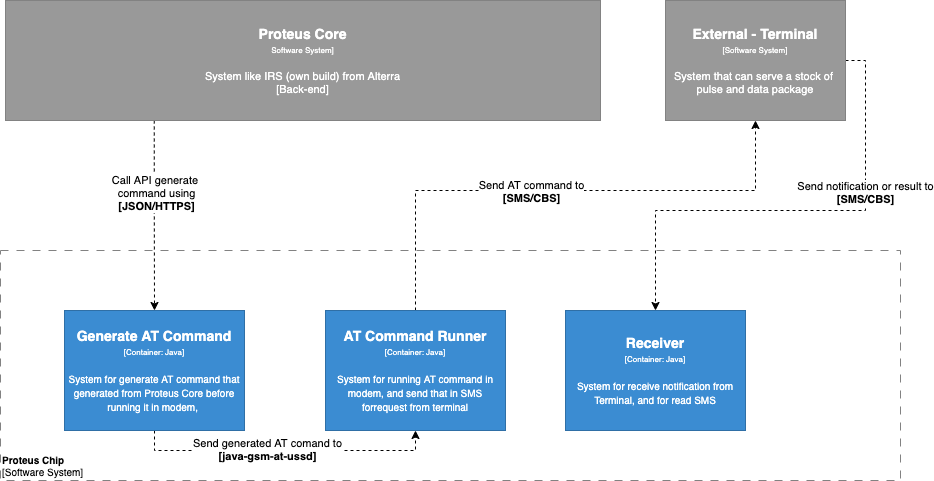 Proteus Core
Software System]
System like IRS (own build) from Alterra
[Back-end]
External - Terminal
[Software System]
System that can serve a stock of
pulse and data package
Call API generate
command using
[JSON/HTTPS]
Send AT command to
[SMS/CBS]
Send notification or result to
[SMS/CBS]
Generate AT Command
[Container: Java]
System for generate AT command that
generated from Proteus Core before
running it in modem,
AT Command Runner
[Container: Java]
System for running AT command in
modem, and send that in SMS
forrequest from terminal
Receiver
[Container: Java]
System for receive notification from
Terminal, and for read SMS
Send generated AT comand to
[java-gsm-at-ussd]
Proteus Chip
[Software System]